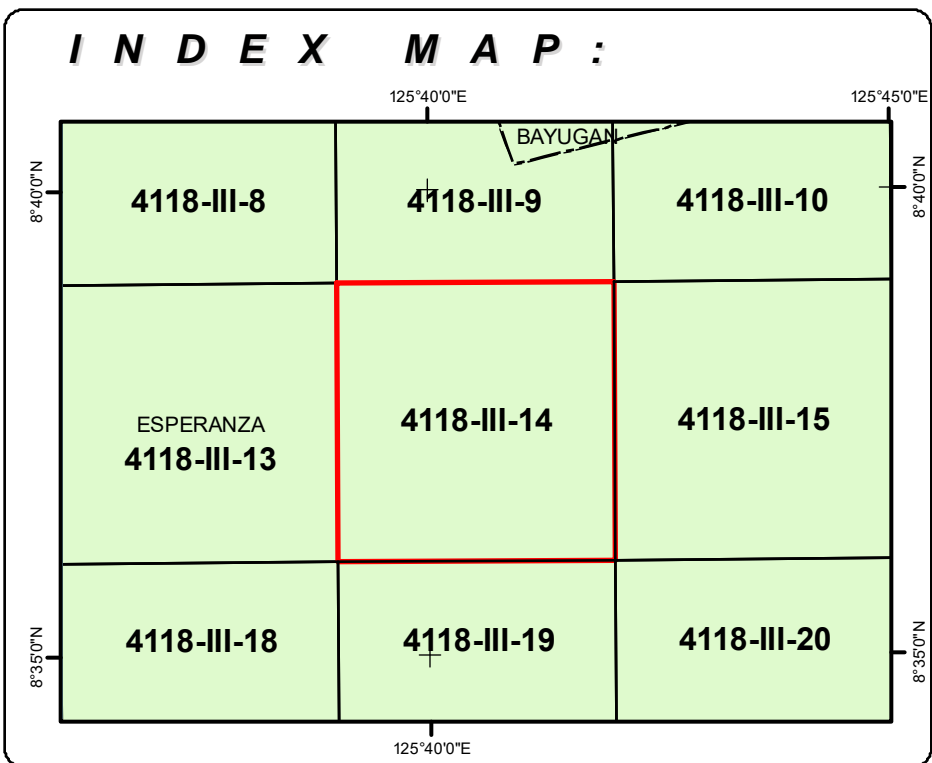 INDEX MAP:
125°40'0"E
125°45'0"E
BAYUGAN
8°40'0"N
4118-III-8
4118-III-9
4118-III-10
8°40'0"N
ESPERANZA
4118-III-13
4118-III-14
4118-III-15
8°35'0"N
4118-III-18
4118-III-19
4118-III-20
8°35'0"N
125°40'0"E